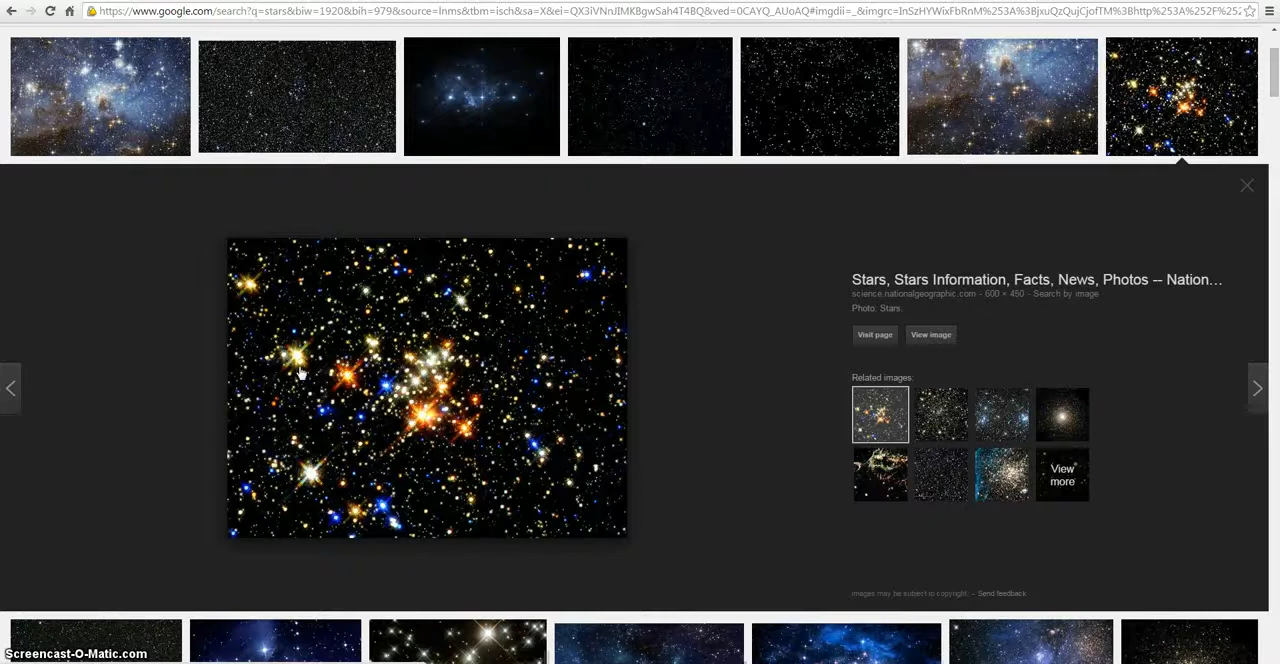 https://www.google.com/search?q=stars&biw=1920&bih=979&source=lnms&tbm=isch&sa=X&ei=QX3iVNnJIMKBgwSah4T4BQ&ved=0CAYQ_AUoAQ#imgdii=_&imgrc=InSzHYWixFbRnM%253A%3BjxuQzQujCjofTM%3Bhttp%253A%252F%252
Stars, Stars Information, Facts, News, Photos -- Nation...
science.nationalgeographic.com - 600 × 450 - Search by image
Photo: Stars.
Visit page
View image
Related images:
View
more
Images may be subject to copyright. - Send feedback
Screencast-O-Matic.com